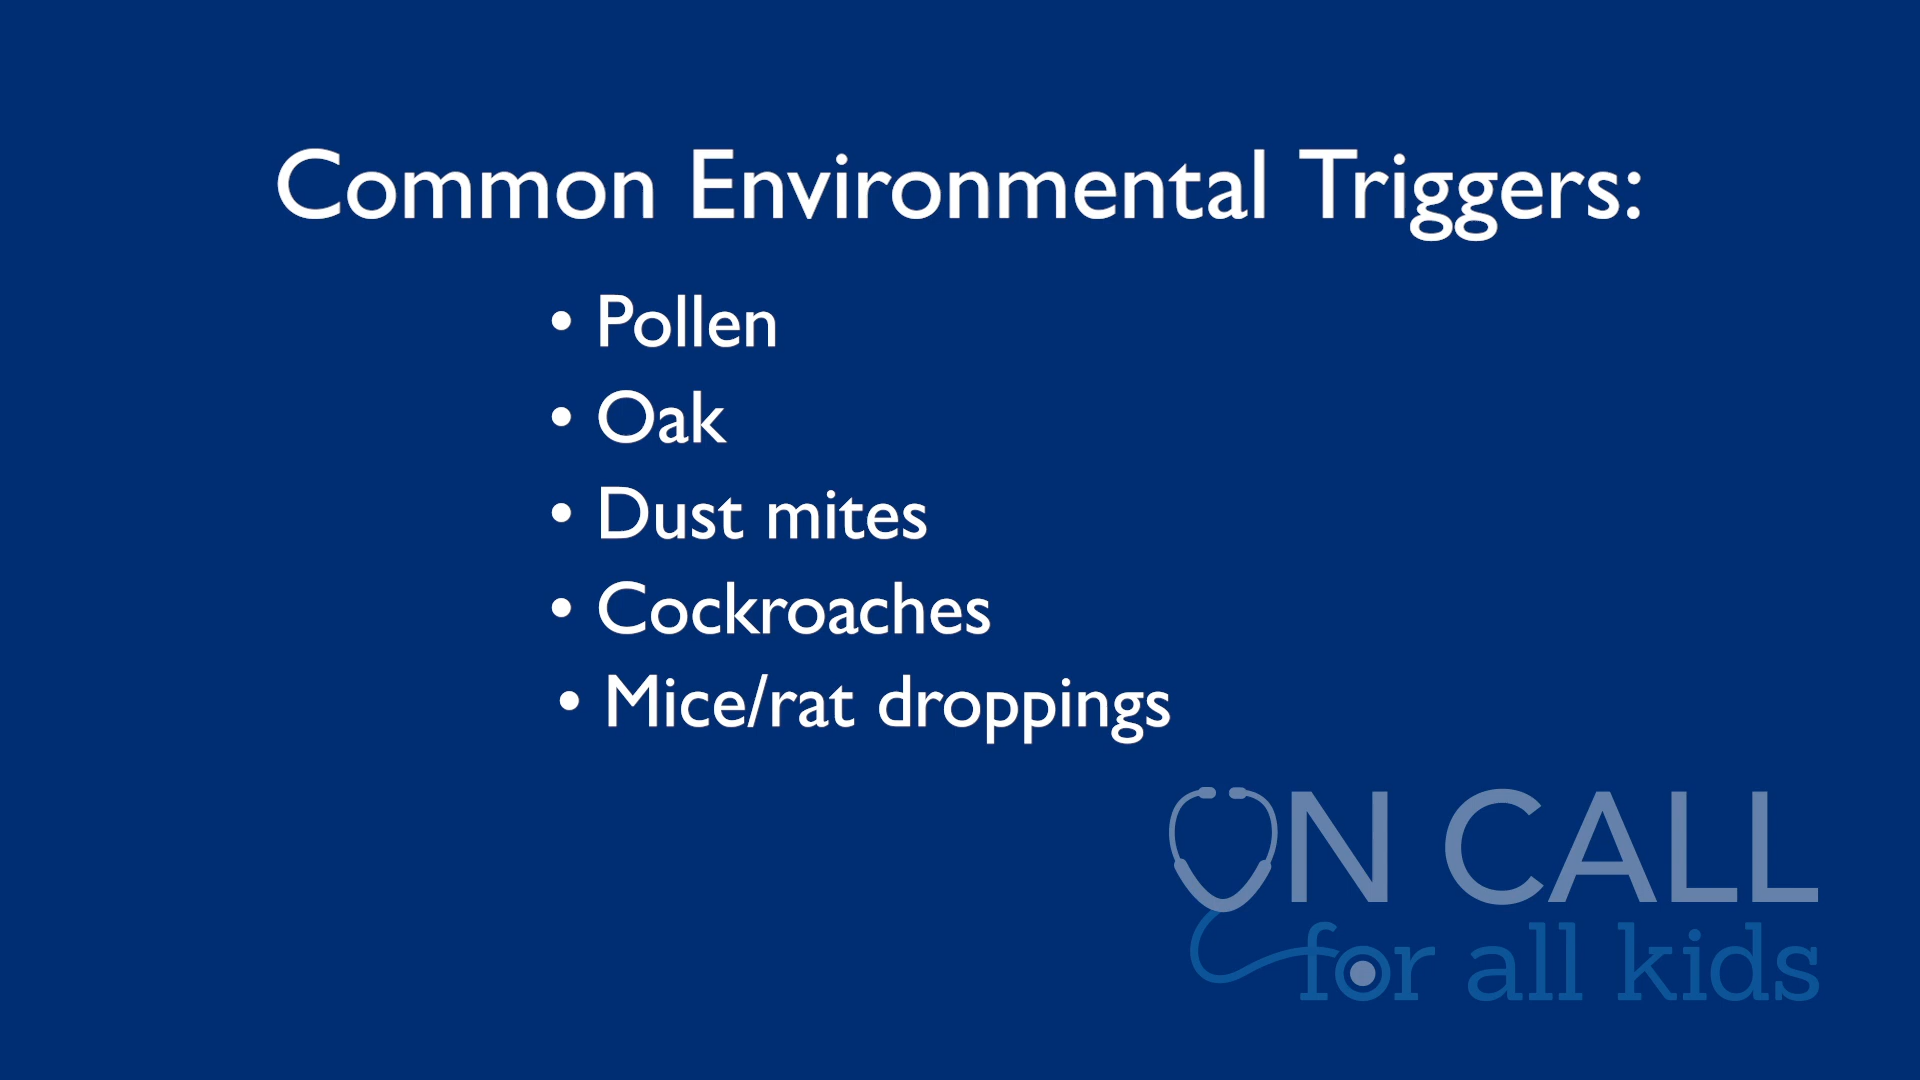 Common Environmental Triggers:
• Pollen
• Oak
• Dust mites
• Cockroaches
• Mice/rat droppings
ON CALL
for all kids